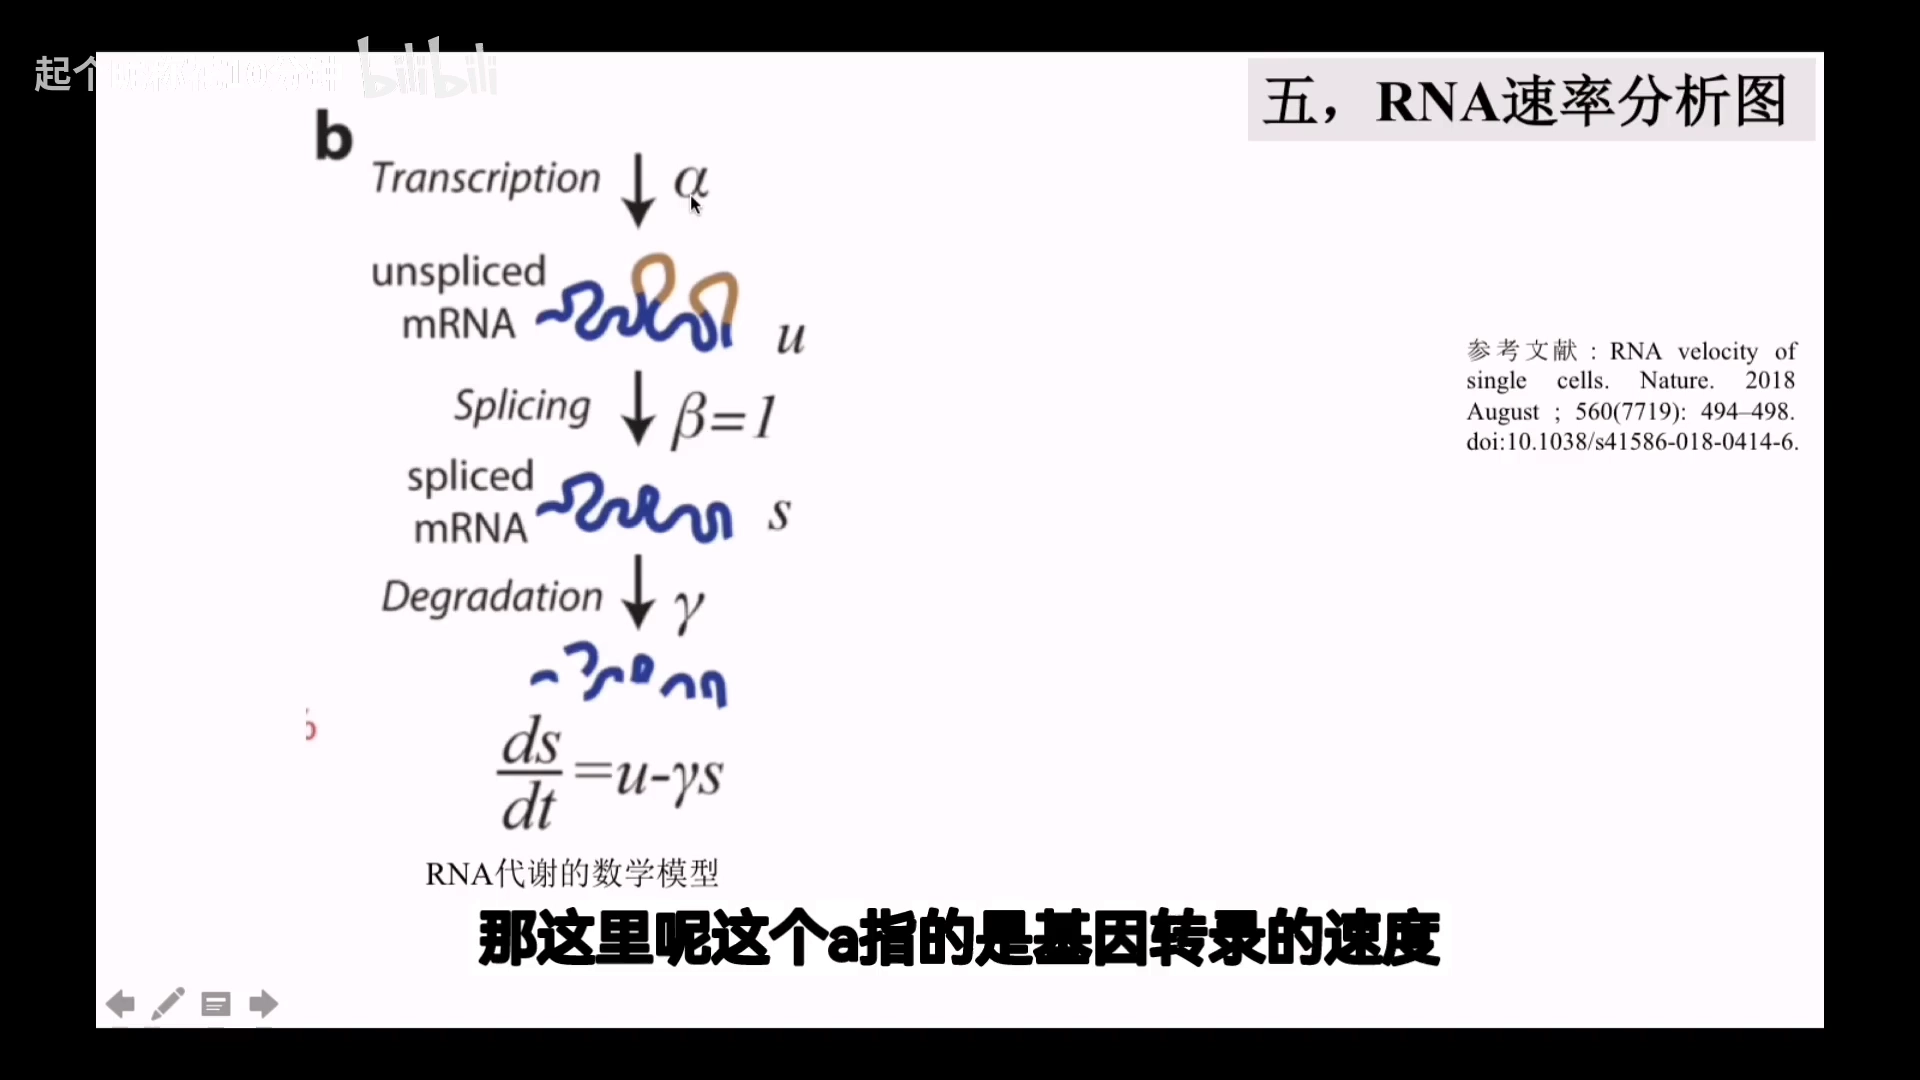 起个
bilibili
五，RNA速率分析图
b
Transcription α
unspliced
mRNA
u
Splicing β=1
spliced
mRNA
s
Degradation γ
ds/dt=u-γs
RNA代谢的数学模型
参考文献：RNA velocity of
single cells. Nature. 2018
August ; 560(7719): 494–498.
doi:10.1038/s41586-018-0414-6.
那这里呢这个a指的是基因转录的速度